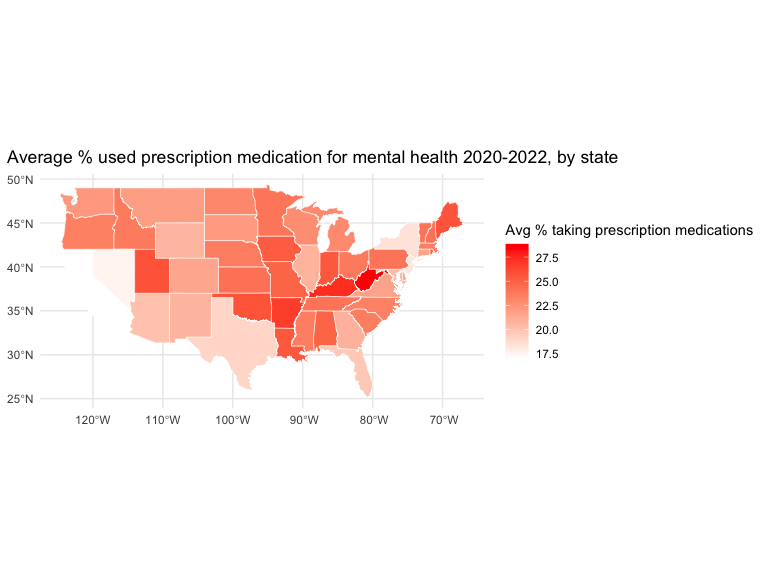 Average % used prescription medication for mental health 2020-2022, by state
50°N
45°N
40°N
35°N
30°N
25°N
120°W
110°W
100°W
90°W
80°W
70°W
Avg % taking prescription medications
27.5
25.0
22.5
20.0
17.5